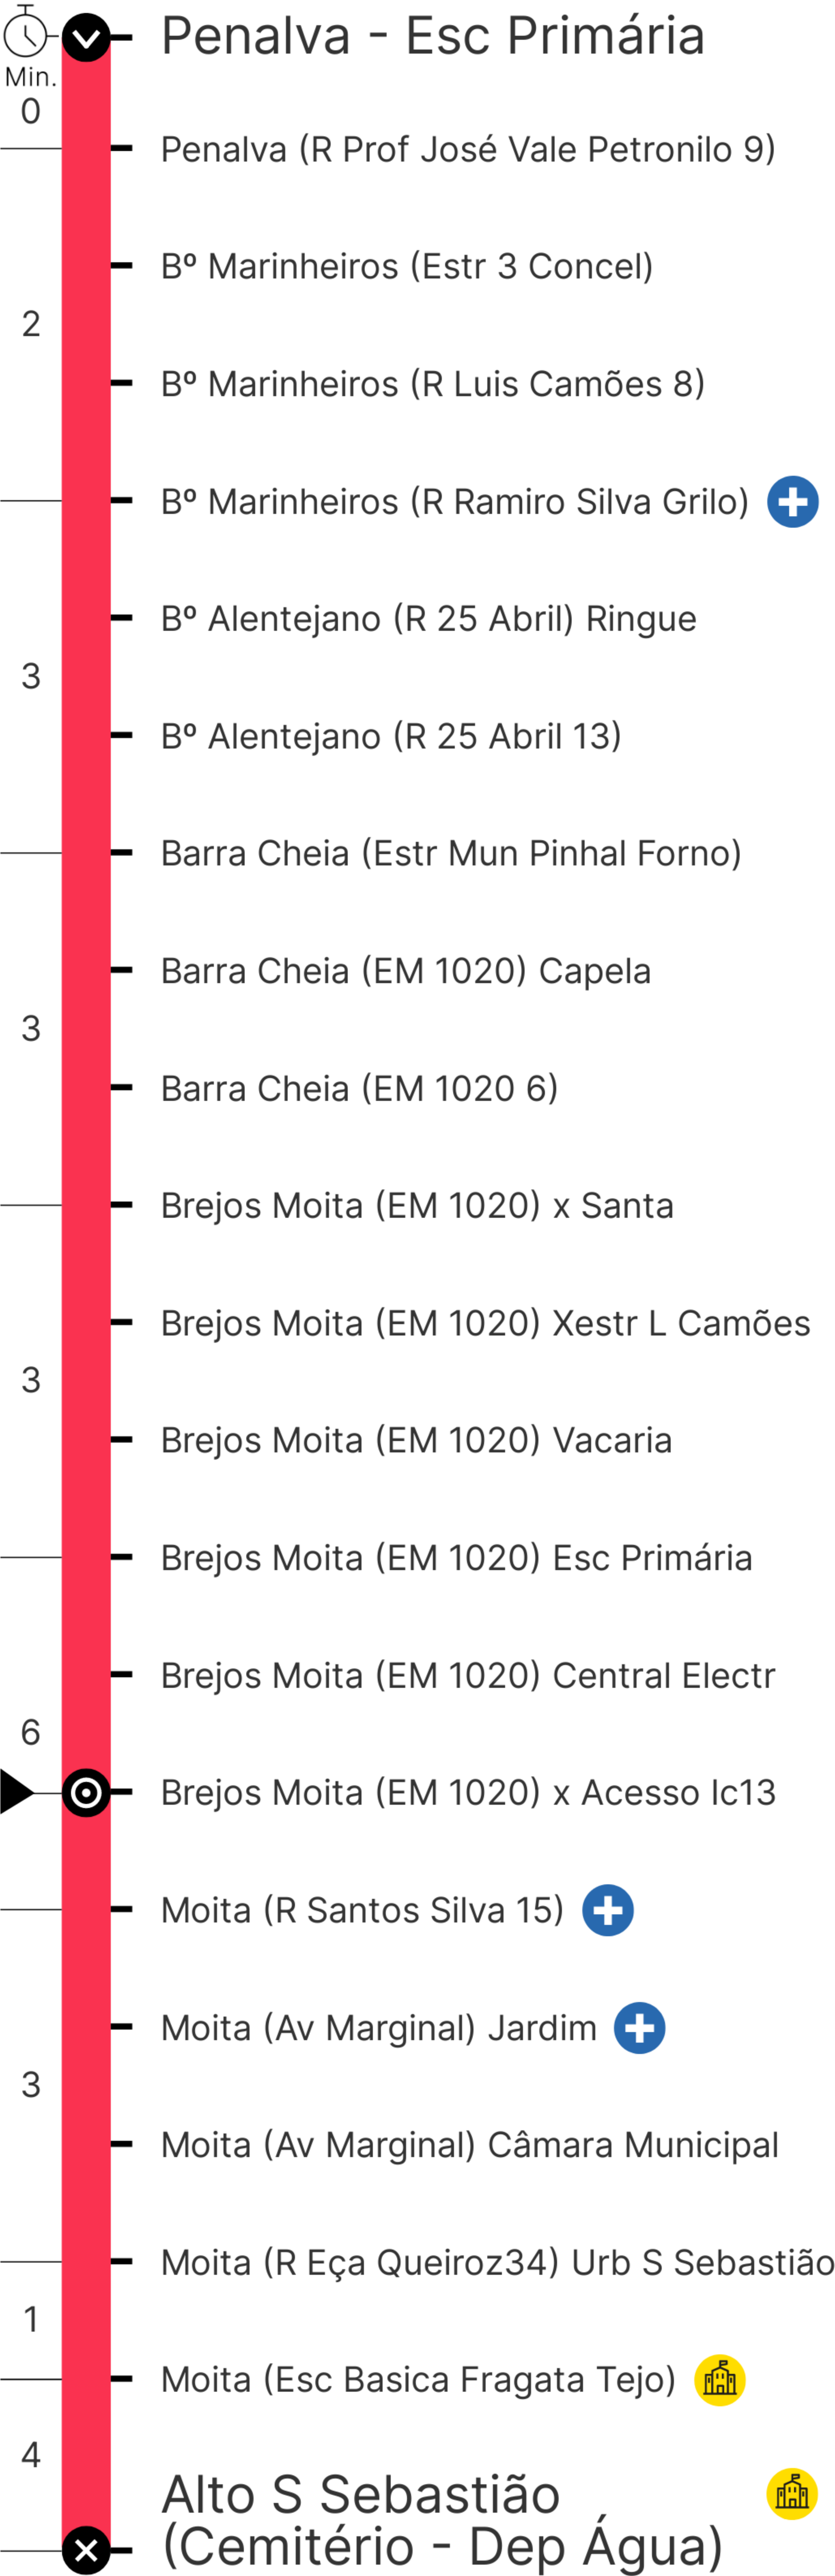 Penalva - Esc Primária
Min.
0
Penalva (R Prof José Vale Petronilo 9)
Bº Marinheiros (Estr 3 Concel)
2
Bº Marinheiros (R Luis Camões 8)
Bº Marinheiros (R Ramiro Silva Grilo)
Bº Alentejano (R 25 Abril) Ringue
3
Bº Alentejano (R 25 Abril 13)
Barra Cheia (Estr Mun Pinhal Forno)
Barra Cheia (EM 1020) Capela
3
Barra Cheia (EM 1020 6)
Brejos Moita (EM 1020) x Santa
Brejos Moita (EM 1020) Xestr L Camões
3
Brejos Moita (EM 1020) Vacaria
Brejos Moita (EM 1020) Esc Primária
Brejos Moita (EM 1020) Central Electr
6
Brejos Moita (EM 1020) x Acesso Ic13
Moita (R Santos Silva 15)
Moita (Av Marginal) Jardim
3
Moita (Av Marginal) Câmara Municipal
Moita (R Eça Queiroz34) Urb S Sebastião
1
Moita (Esc Basica Fragata Tejo)
4
Alto S Sebastião
(Cemitério - Dep Água)